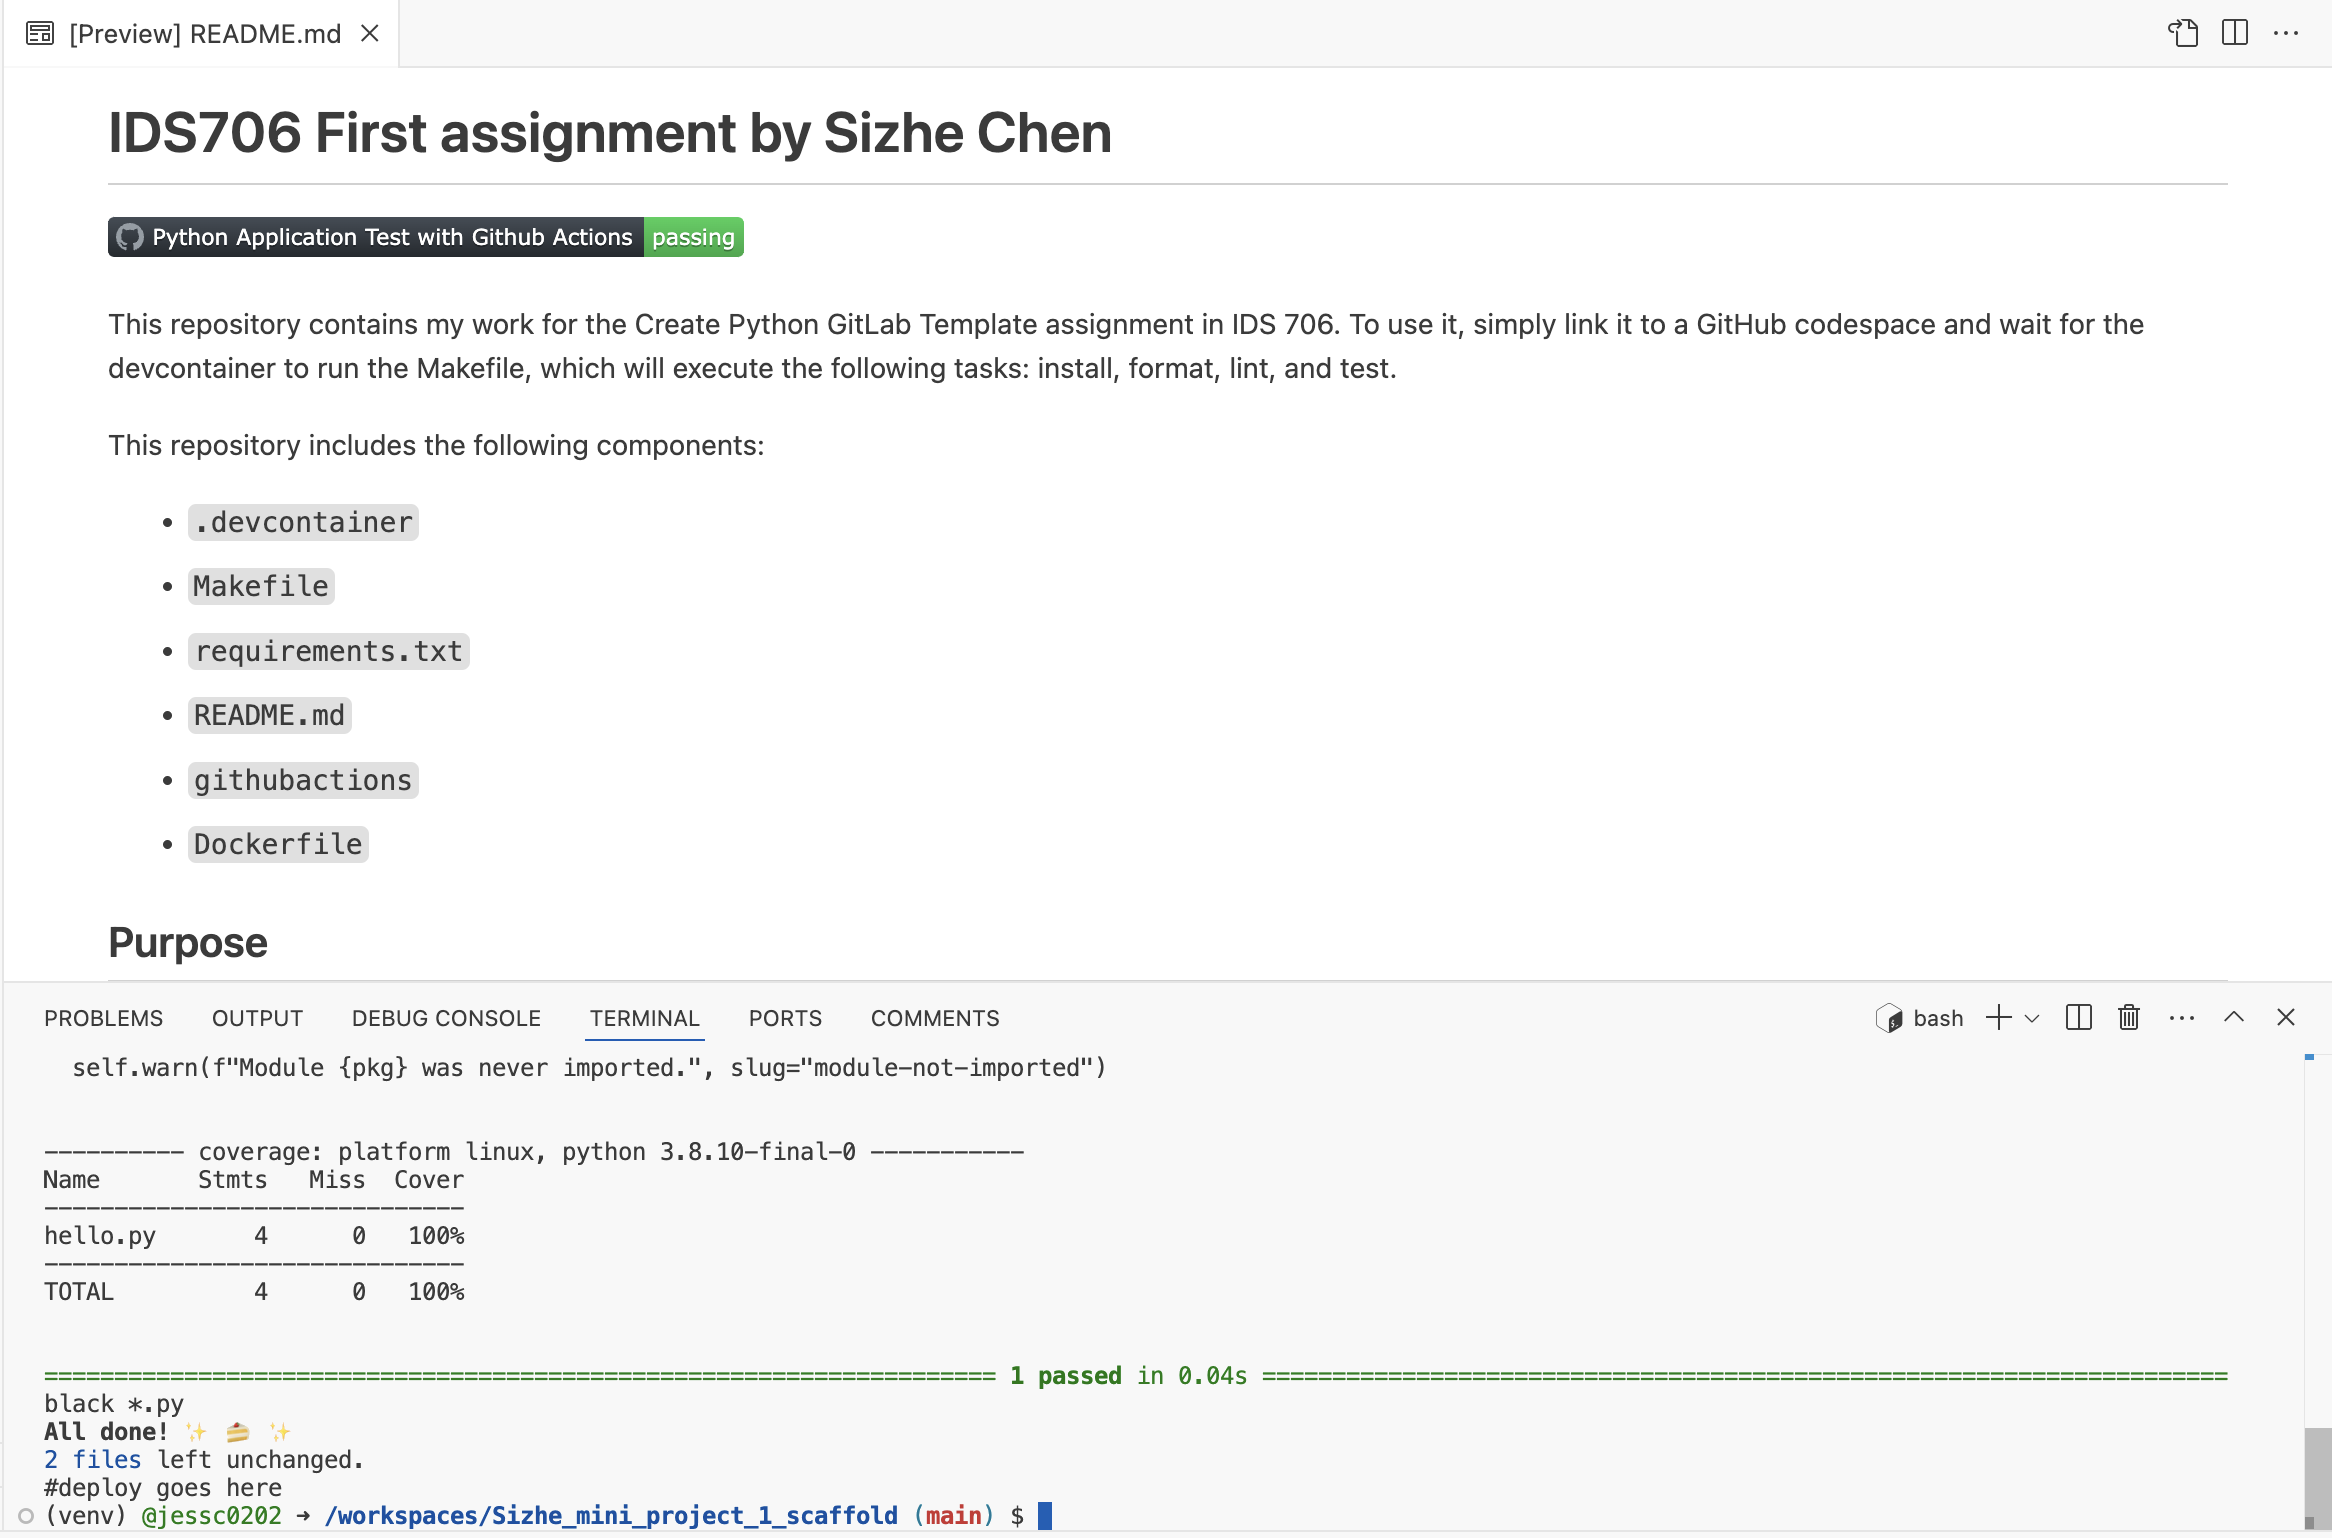 [Preview] README.md
IDS706 First assignment by Sizhe Chen
Python Application Test with Github Actions passing
This repository contains my work for the Create Python GitLab Template assignment in IDS 706. To use it, simply link it to a GitHub codespace and wait for the
devcontainer to run the Makefile, which will execute the following tasks: install, format, lint, and test.
This repository includes the following components:
• .devcontainer
• Makefile
• requirements.txt
• README.md
• githubactions
• Dockerfile
Purpose
PROBLEMS OUTPUT DEBUG CONSOLE TERMINAL PORTS COMMENTS bash
self.warn(f"Module {pkg} was never imported.", slug="module-not-imported")
---------- coverage: platform linux, python 3.8.10-final-0 -----------
Name       Stmts   Miss  Cover
------------------------------
hello.py       4      0   100%
------------------------------
TOTAL          4      0   100%
==================================================================== 1 passed in 0.04s =====================================================================
black *.py
All done! ✨ 🍰 ✨
2 files left unchanged.
#deploy goes here
(venv) @jessc0202 ➜ /workspaces/Sizhe_mini_project_1_scaffold (main) $